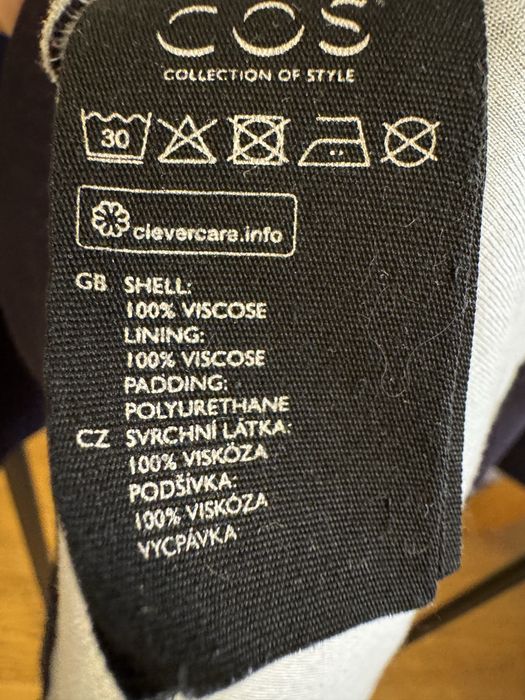 COS
COLLECTION OF STYLE
30
clevercare.info
GB SHELL:
100% VISCOSE
LINING:
100% VISCOSE
PADDING:
POLYURETHANE
CZ SVRCHNÍ LÁTKA:
100% VISKÓZA
PODŠÍVKA:
100% VISKÓZA
VYCPÁVKA